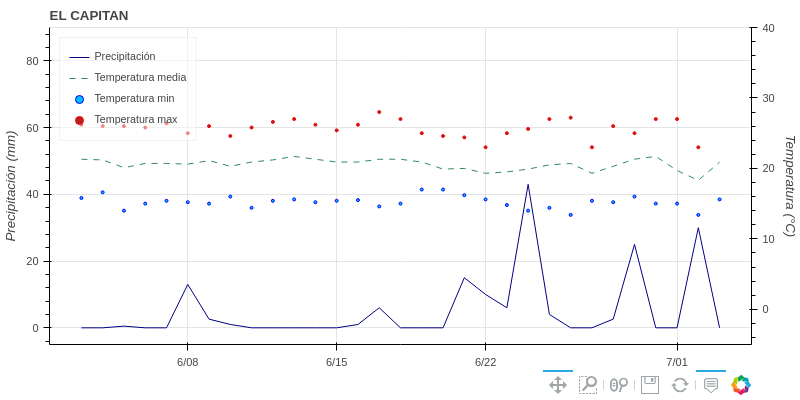 EL CAPITAN
Precipitación
Temperatura media
Temperatura min
Temperatura max
Precipitación (mm)
80
60
40
20
0
Temperatura (°C)
40
30
20
10
0
6/08
6/15
6/22
7/01